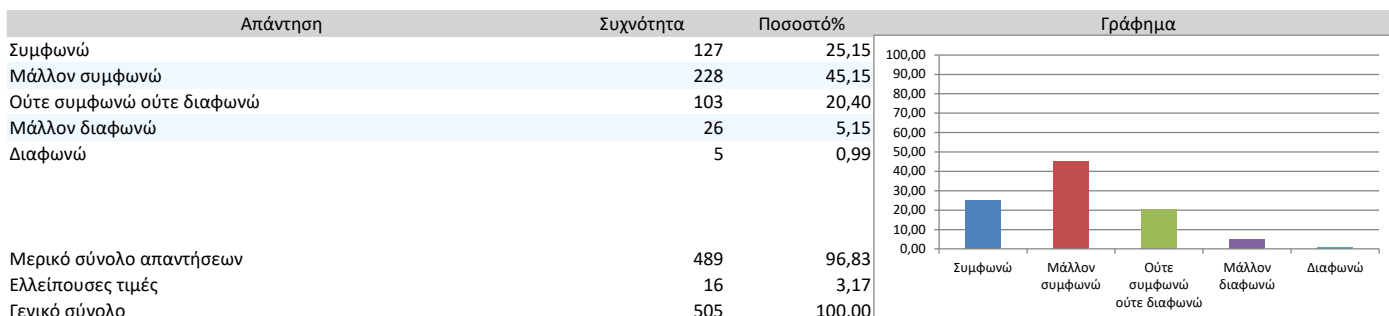 Απάντηση Συχνότητα Ποσοστό% Γράφημα
Συμφωνώ 127 25,15
Μάλλον συμφωνώ 228 45,15
Ούτε συμφωνώ ούτε διαφωνώ 103 20,40
Μάλλον διαφωνώ 26 5,15
Διαφωνώ 5 0,99
Μερικό σύνολο απαντήσεων 489 96,83
Ελλείπουσες τιμές 16 3,17
Γενικό σύνολο 505 100,00
100,00
90,00
80,00
70,00
60,00
50,00
40,00
30,00
20,00
10,00
0,00
Συμφωνώ Μάλλον Ούτε Μάλλον Διαφωνώ
συμφωνώ συμφωνώ διαφωνώ
ούτε διαφωνώ